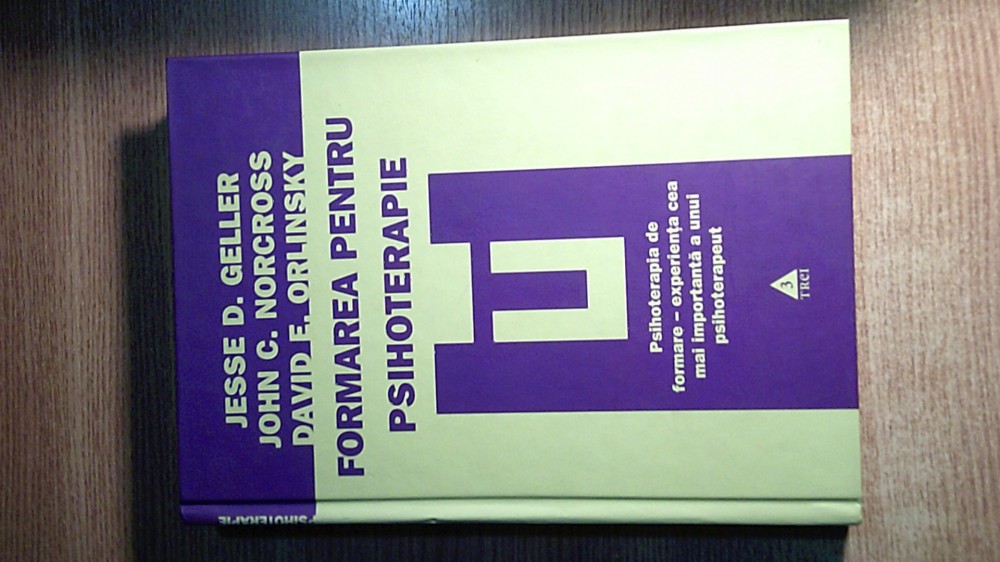 JESSE D. GELLER
JOHN C. NORCROSS
DAVID E. ORLINSKY
FORMAREA PENTRU
PSIHOTERAPIE
Psihoterapia de
formare – experiența cea
mai importantă a unui
psihoterapeut
3
TREI
PSIHOTERAPIE